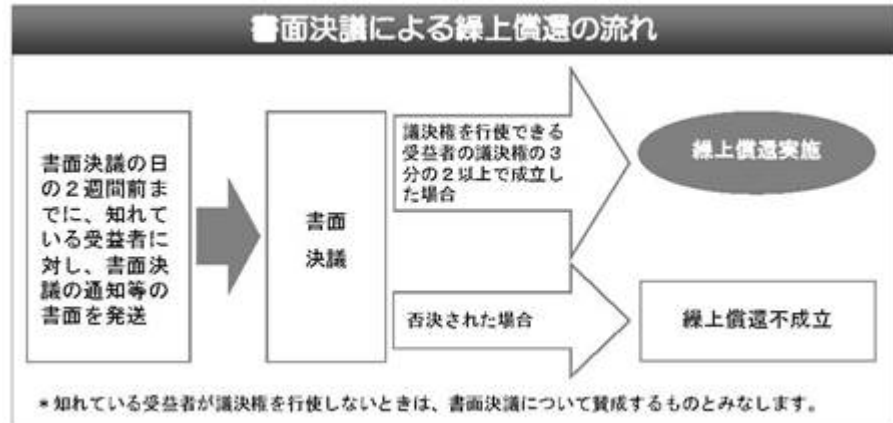 書面決議による繰上償還の流れ
書面決議の日
の2週間前ま
でに、知れて
いる受益者に
対し、書面決
議の通知等の
書面を発送
書面
決議
議決権を行使できる
受益者の議決権の3
分の2以上で成立し
た場合
繰上償還実施
否決された場合
繰上償還不成立
*知れている受益者が議決権を行使しないときは、書面決議について賛成するものとみなします。